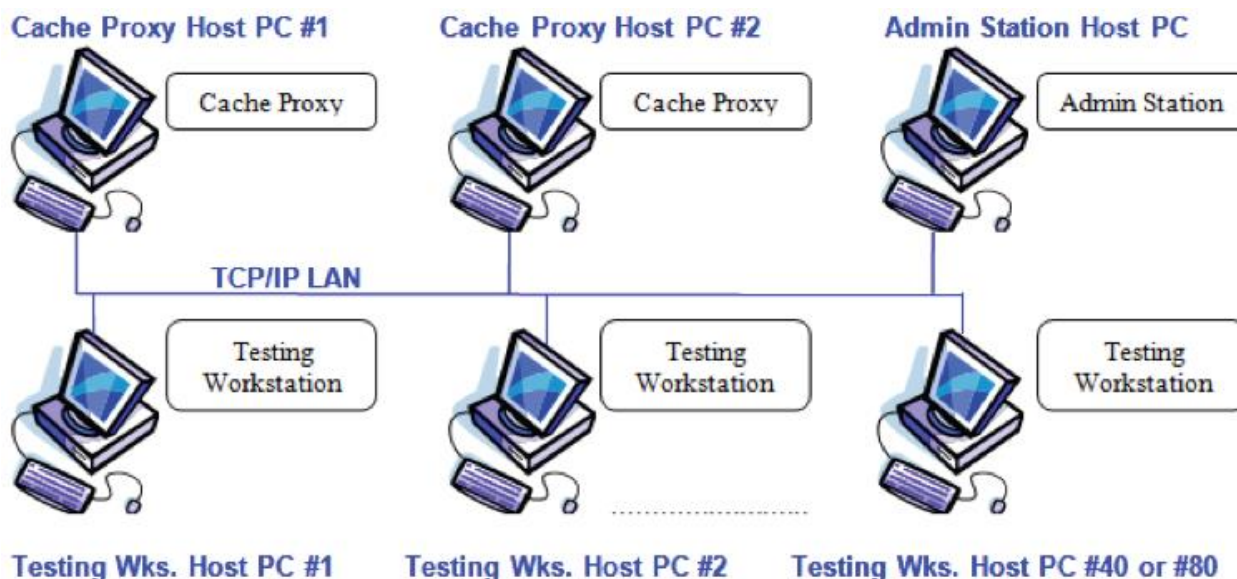 Cache Proxy Host PC #1
Cache Proxy Host PC #2
Admin Station Host PC
Cache Proxy
Cache Proxy
Admin Station
TCP/IP LAN
Testing
Workstation
Testing
Workstation
Testing
Workstation
Testing Wks. Host PC #1
Testing Wks. Host PC #2
Testing Wks. Host PC #40 or #80